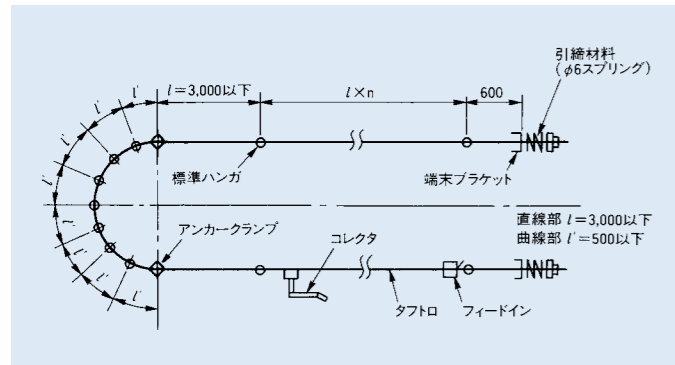 引締材料
(φ6スプリング)
l=3,000以下
l×n
600
l′
l′
l′
l′
l′
l′
l′
l′
標準ハンガ
端末ブラケット
アンカークランプ
コレクタ
直線部 l=3,000以下
曲線部 l′=500以下
タフトロ
フィードイン